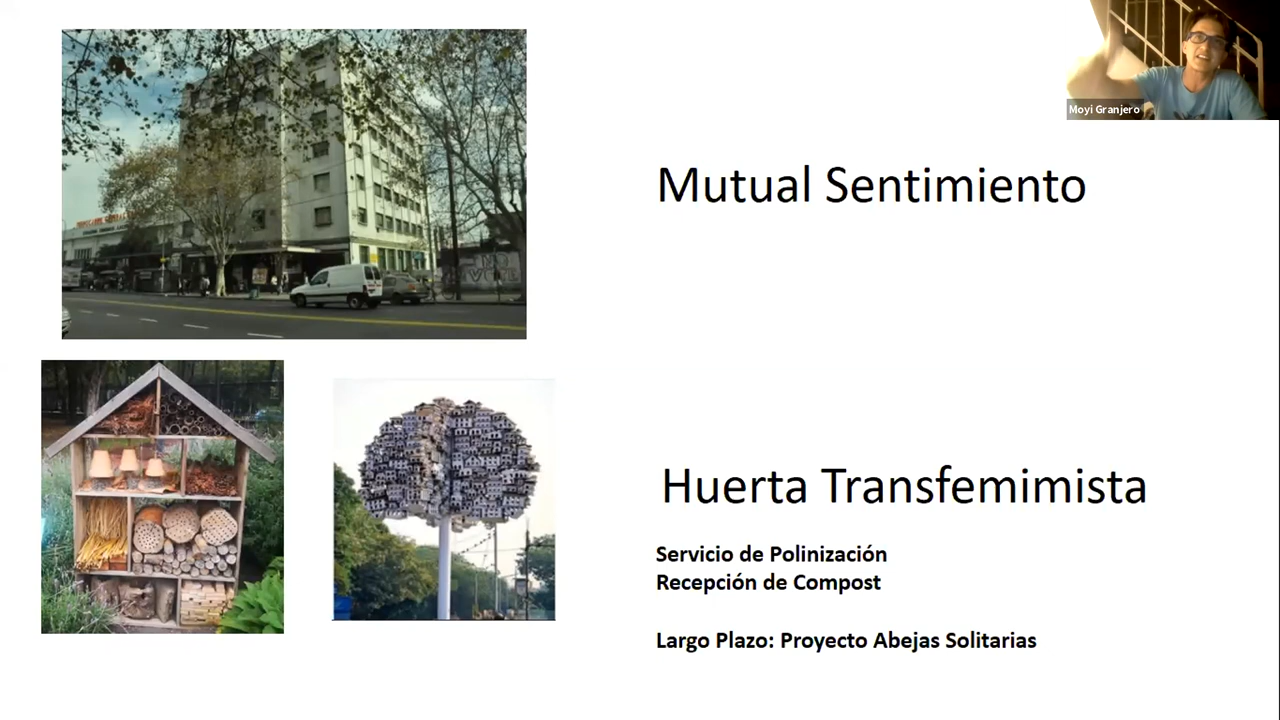 Moyi Granjero
Mutual Sentimiento
Huerta Transfemimista
Servicio de Polinización
Recepción de Compost
Largo Plazo: Proyecto Abejas Solitarias